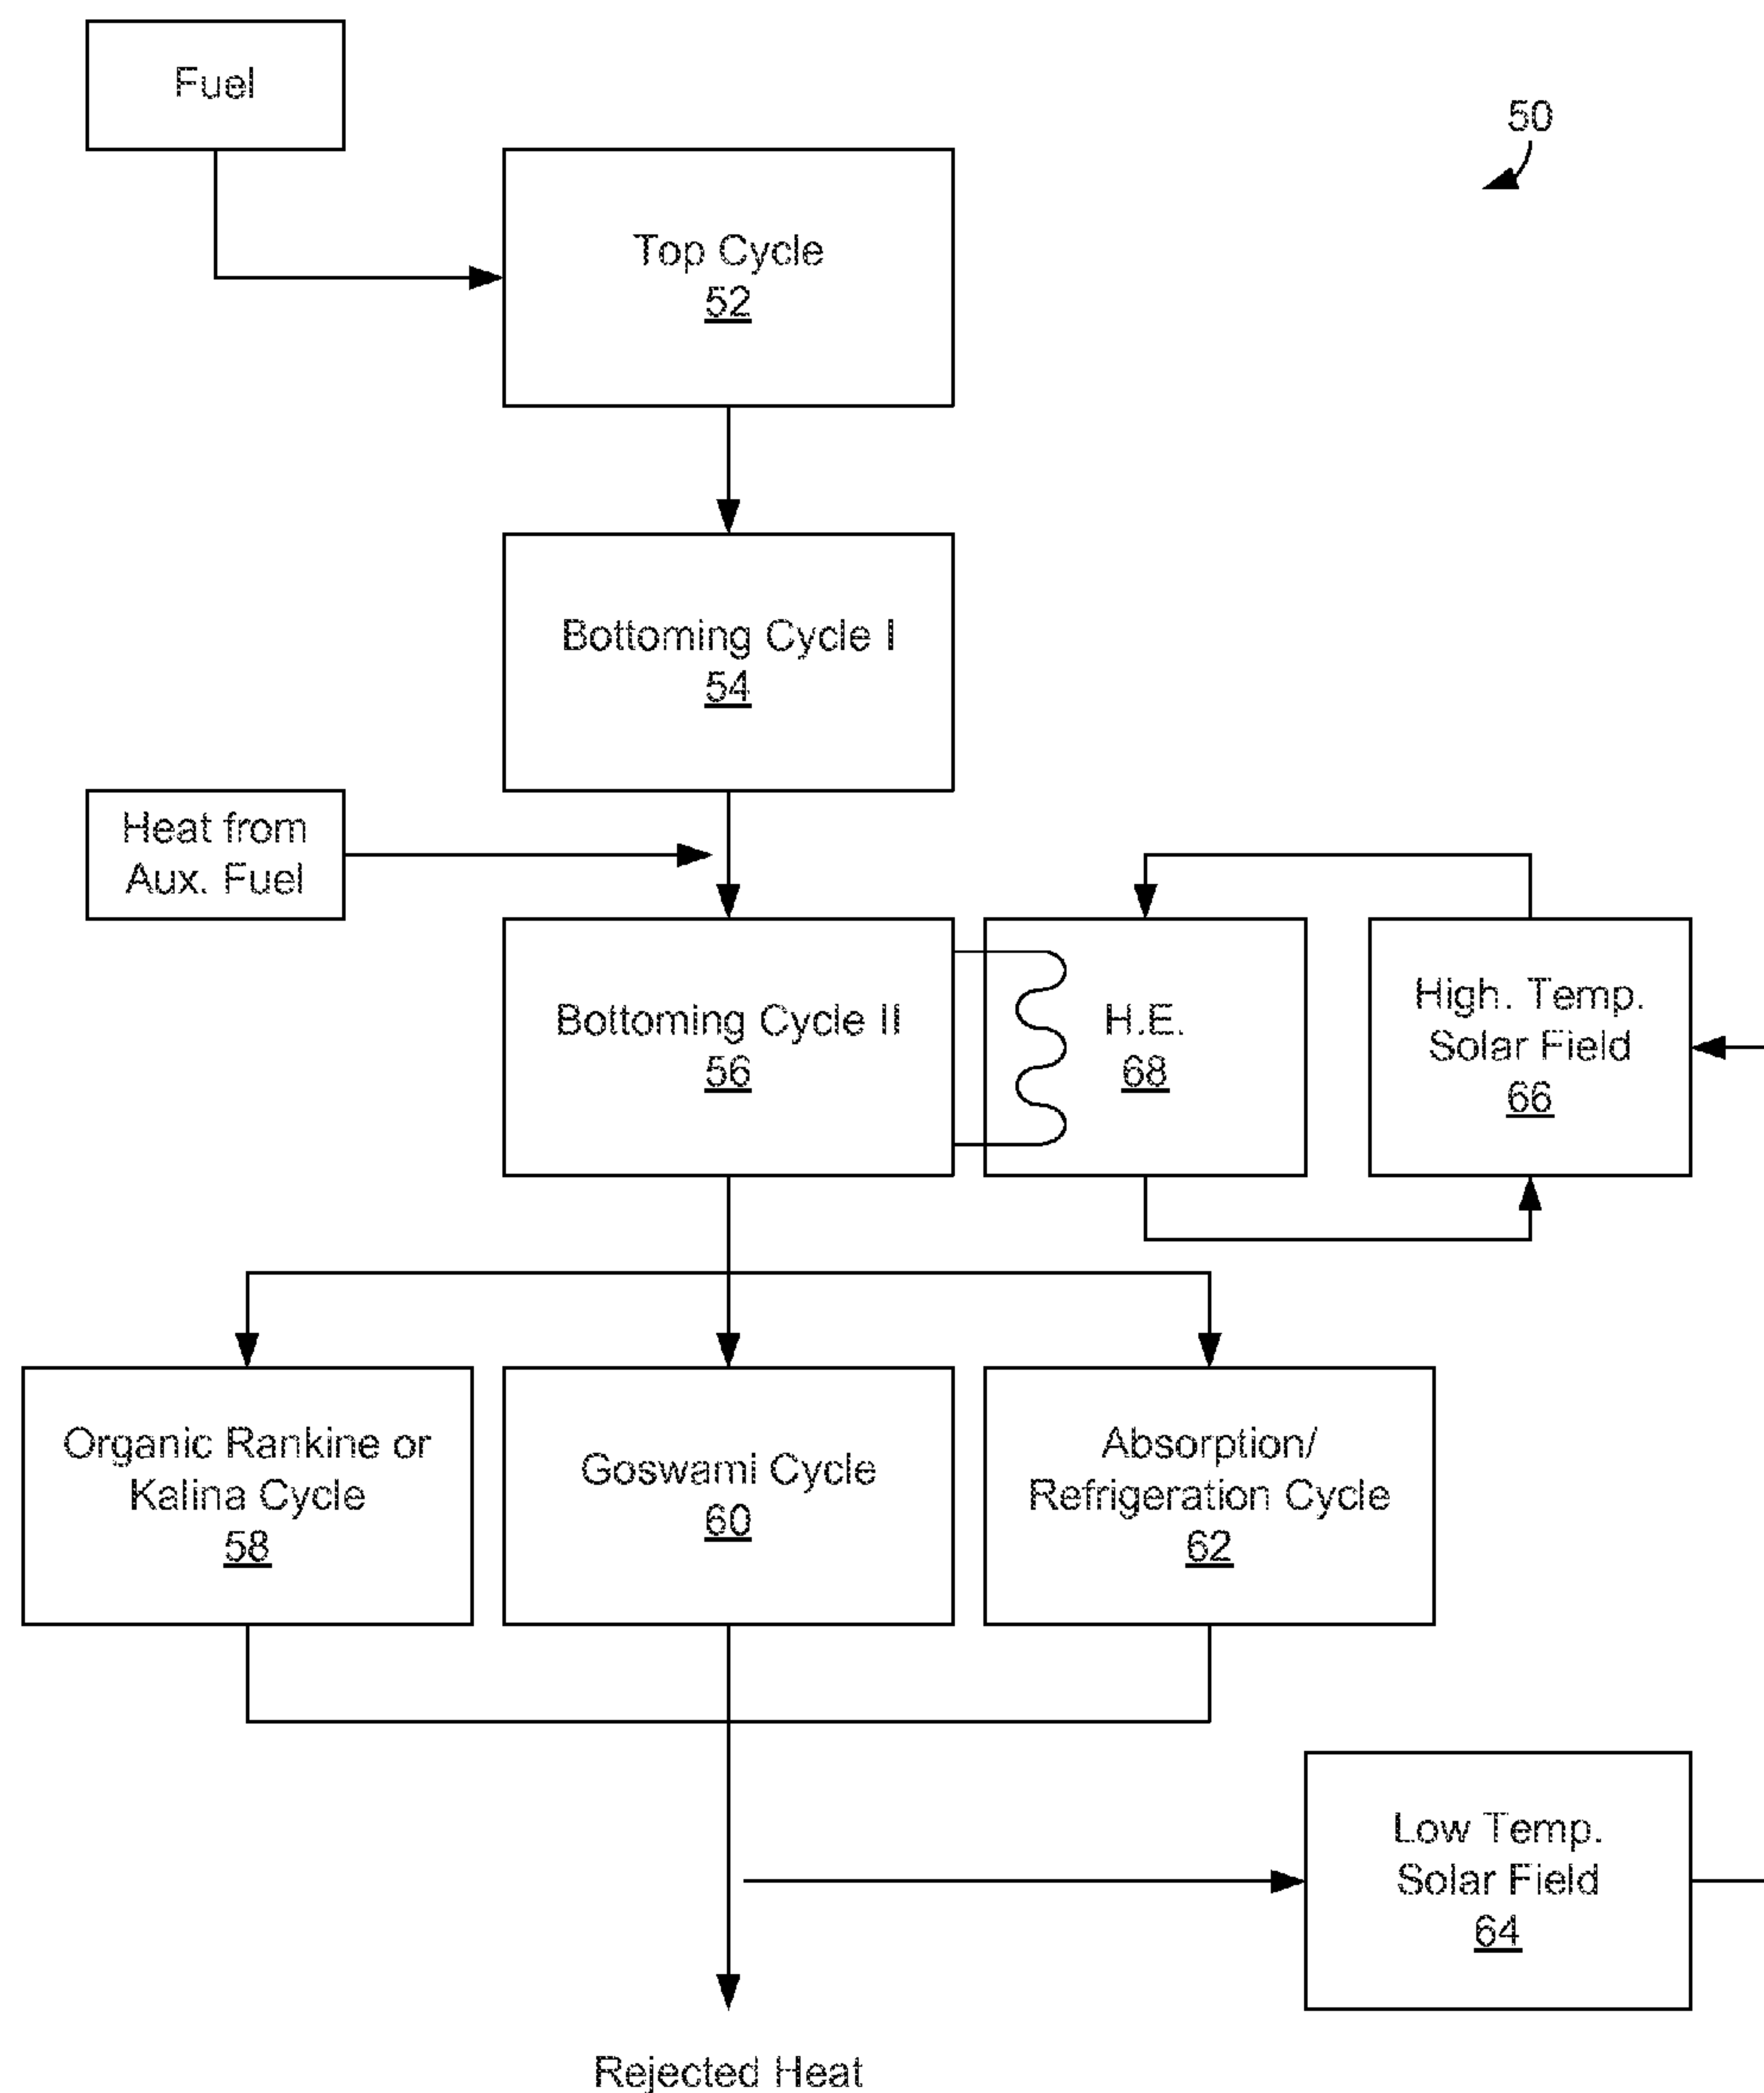 Fuel
50
Top Cycle
52
Bottoming Cycle I
54
Heat from
Aux. Fuel
Bottoming Cycle II
56
H.E.
68
High. Temp.
Solar Field
66
Organic Rankine or
Kalina Cycle
58
Goswami Cycle
60
Absorption/
Refrigeration Cycle
62
Low Temp.
Solar Field
64
Rejected Heat